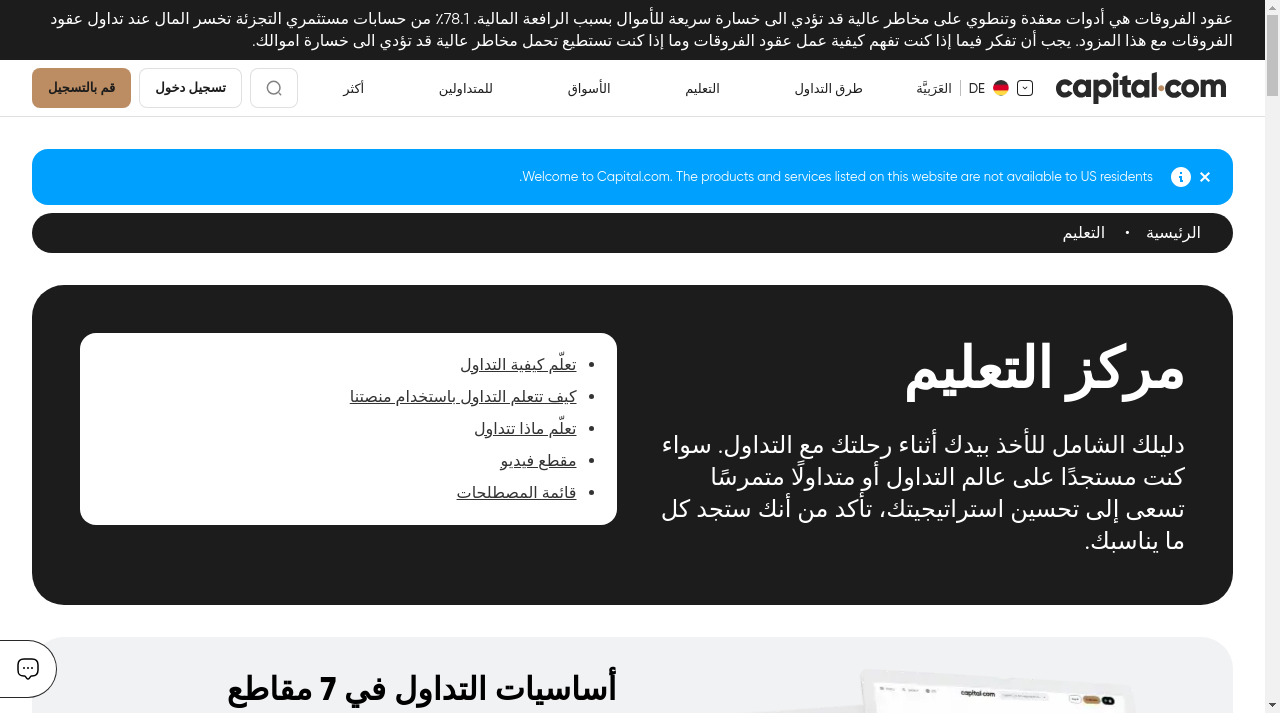 عقود الفروقات هي أدوات معقدة وتنطوي على مخاطر عالية قد تؤدي الى خسارة سريعة للأموال بسبب الرافعة المالية. 78.1٪ من حسابات مستثمري التجزئة تخسر المال عند تداول عقود
الفروقات مع هذا المزود. يجب أن تفكر فيما إذا كنت تفهم كيفية عمل عقود الفروقات وما إذا كنت تستطيع تحمل مخاطر عالية قد تؤدي الى خسارة اموالك.
capital.com
DE
العَرَبيَّة
طرق التداول
التعليم
الأسواق
للمتداولين
أكثر
تسجيل دخول
قم بالتسجيل
Welcome to Capital.com. The products and services listed on this website are not available to US residents.
الرئيسية • التعليم
مركز التعليم
دليلك الشامل للأخذ بيدك أثناء رحلتك مع التداول. سواء
كنت مستجدًا على عالم التداول أو متداولًا متمرسًا
تسعى إلى تحسين استراتيجيتك، تأكد من أنك ستجد كل
ما يناسبك.
• تعلّم كيفية التداول
• كيف تتعلم التداول باستخدام منصتنا
• تعلّم ماذا تتداول
• مقطع فيديو
• قائمة المصطلحات
أساسيات التداول في 7 مقاطع
capital.com